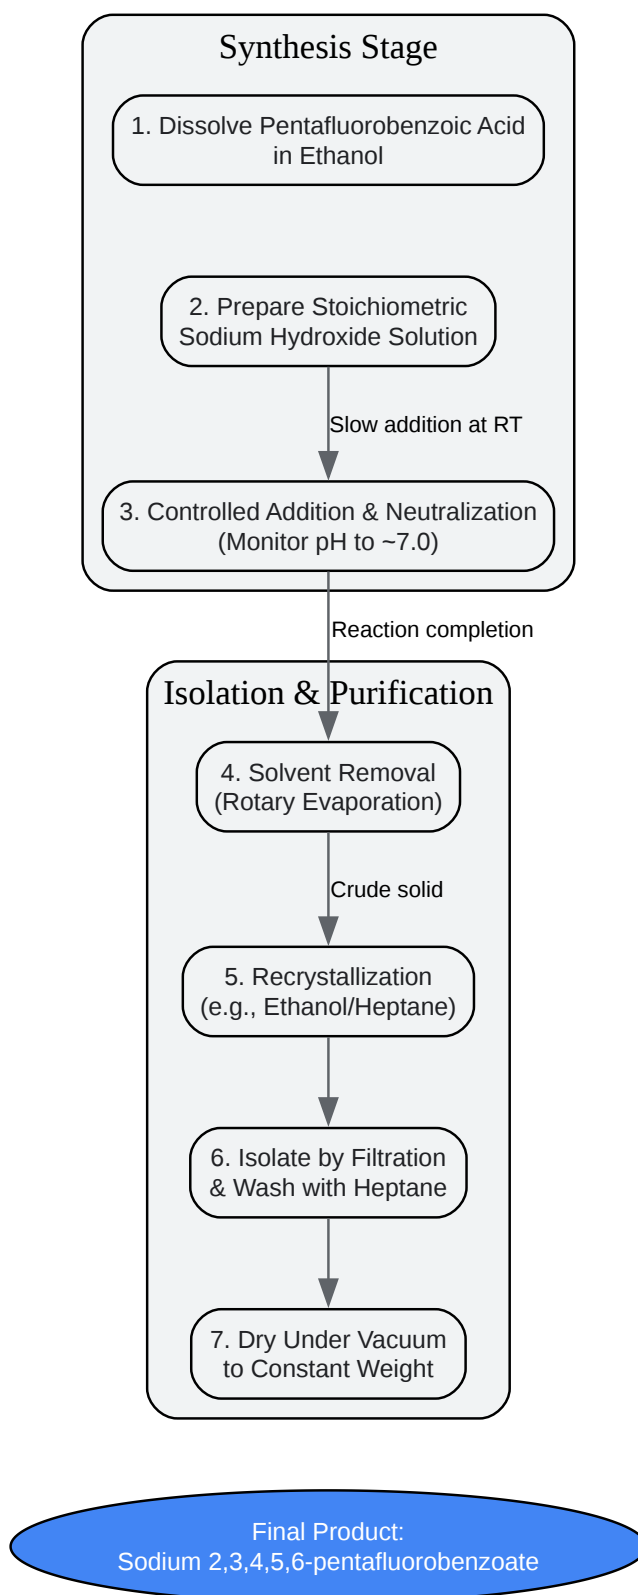 Synthesis Stage
1. Dissolve Pentafluorobenzoic Acid
in Ethanol
2. Prepare Stoichiometric
Sodium Hydroxide Solution
Slow addition at RT
3. Controlled Addition & Neutralization
(Monitor pH to ~7.0)
Reaction completion
Isolation & Purification
4. Solvent Removal
(Rotary Evaporation)
Crude solid
5. Recrystallization
(e.g., Ethanol/Heptane)
6. Isolate by Filtration
& Wash with Heptane
7. Dry Under Vacuum
to Constant Weight
Final Product:
Sodium 2,3,4,5,6-pentafluorobenzoate